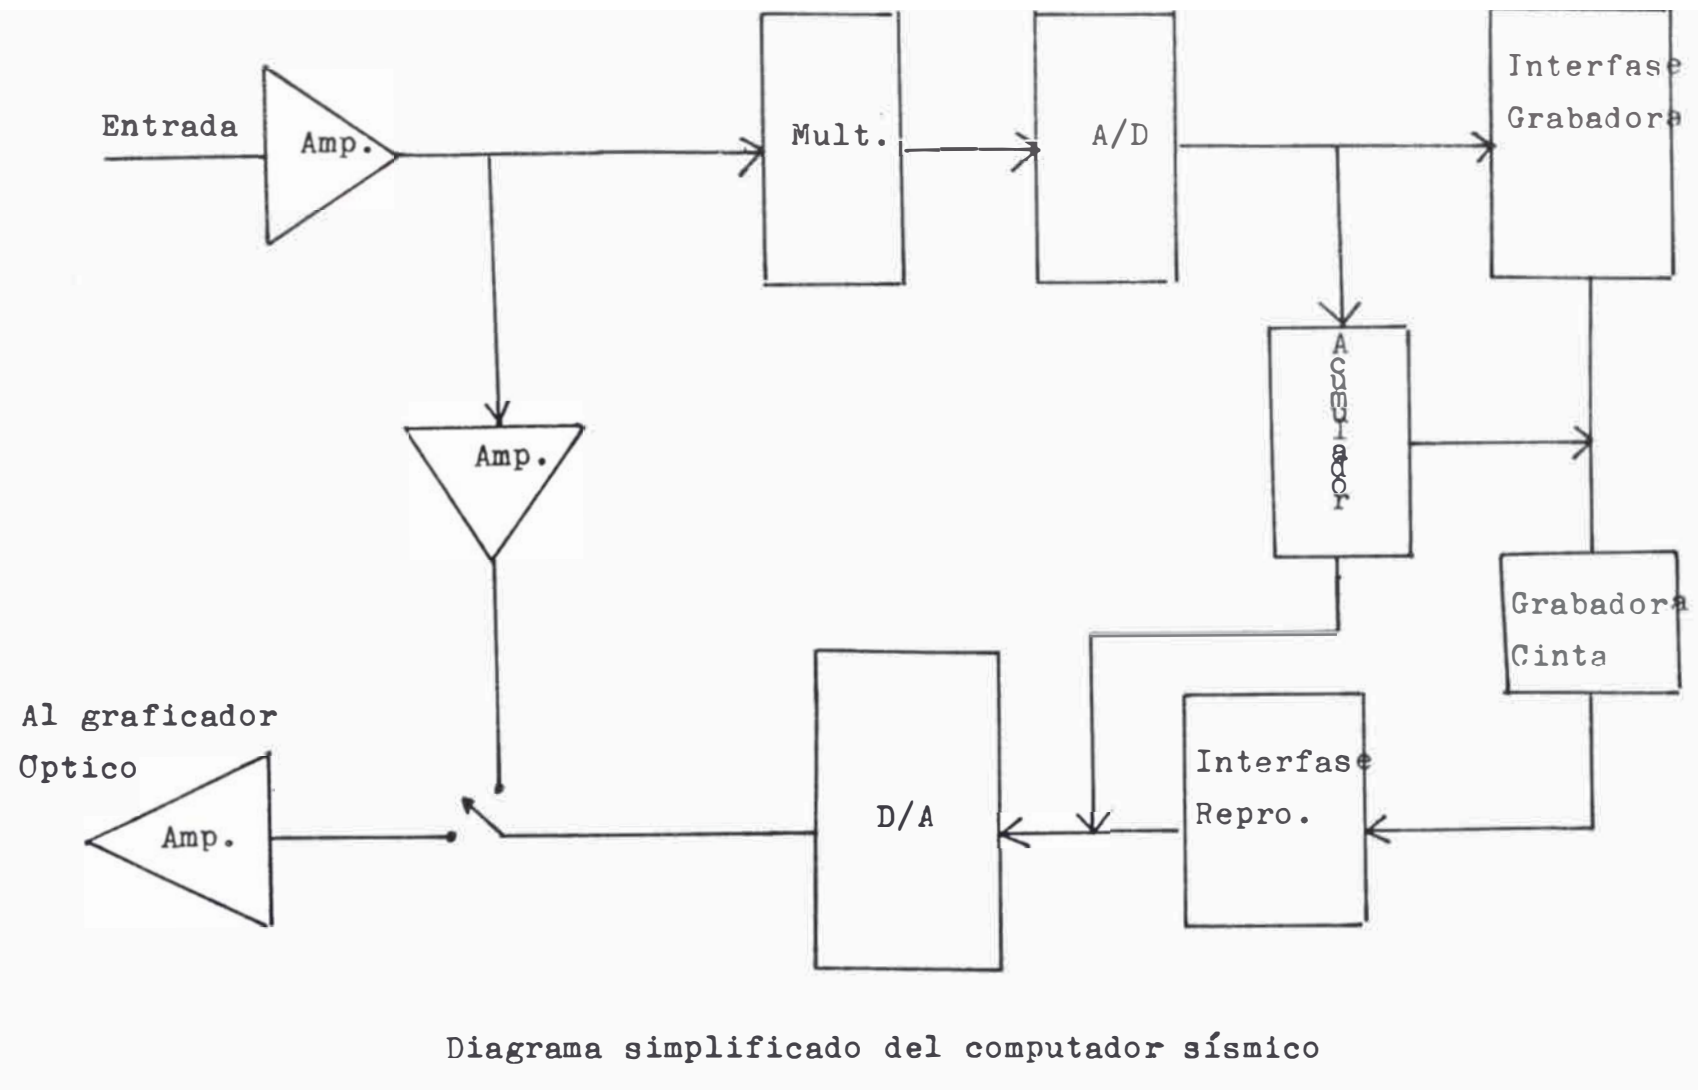 Entrada
Amp.
Mult.
A/D
Interfase
Grabadora
Acumulador
Amp.
Grabadora
Cinta
Al graficador
Optico
Amp.
D/A
Interfase
Repro.
Diagrama simplificado del computador sísmico